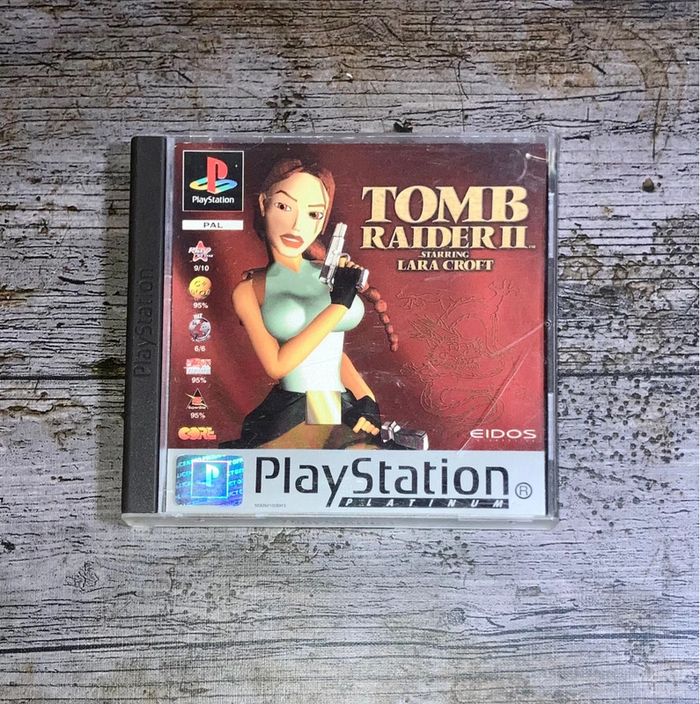 PlayStation
PlayStation
PAL
9/10
95%
6/6
95%
95%
CORE
TOMB
RAIDER II™
STARRING
LARA CROFT
EIDOS
PlayStation®
PLATINUM